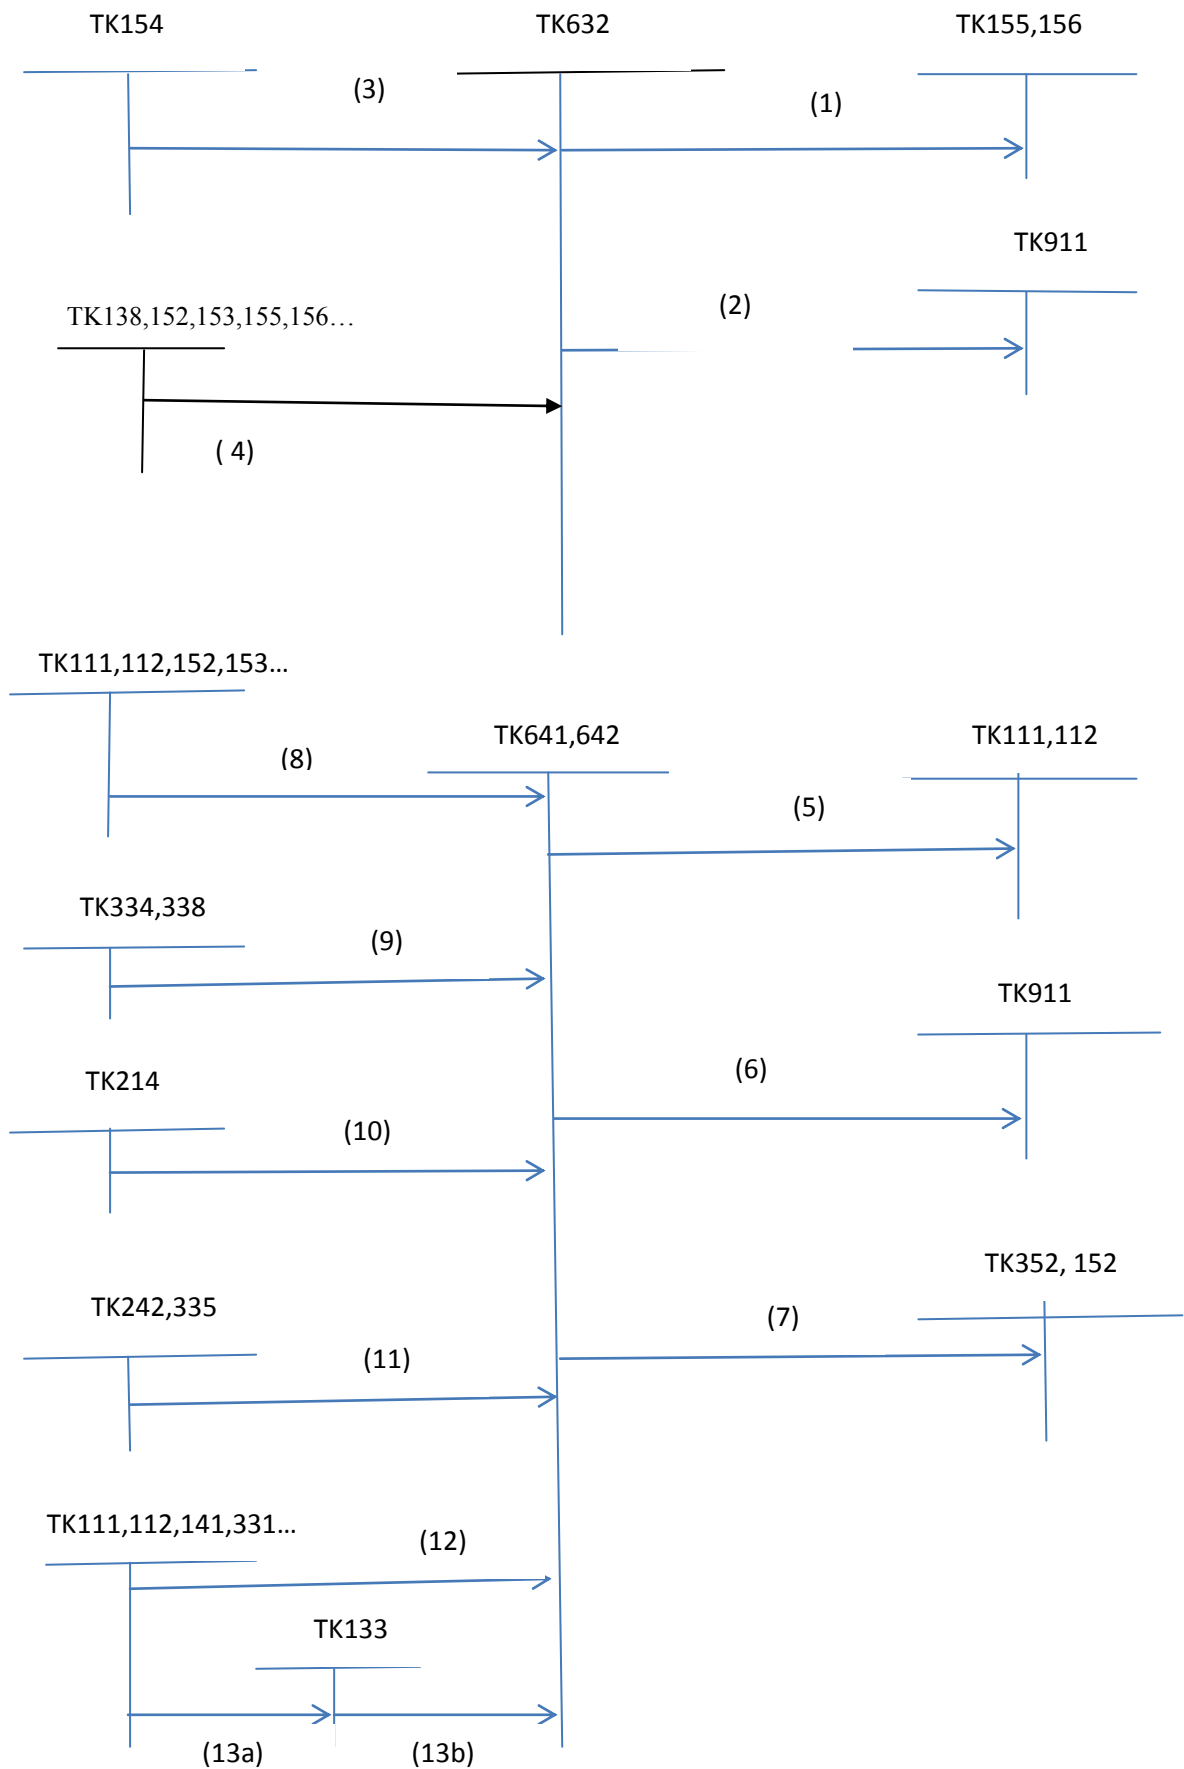 TK154 TK632 TK155,156
(3) (1)
TK911
(2)
TK138,152,153,155,156…
( 4)
TK111,112,152,153…
TK641,642 TK111,112
(8)
(5)
TK334,338
(9)
TK911
(6)
TK214
(10)
TK352, 152
TK242,335 (7)
(11)
TK111,112,141,331…
(12)
TK133
(13a) (13b)